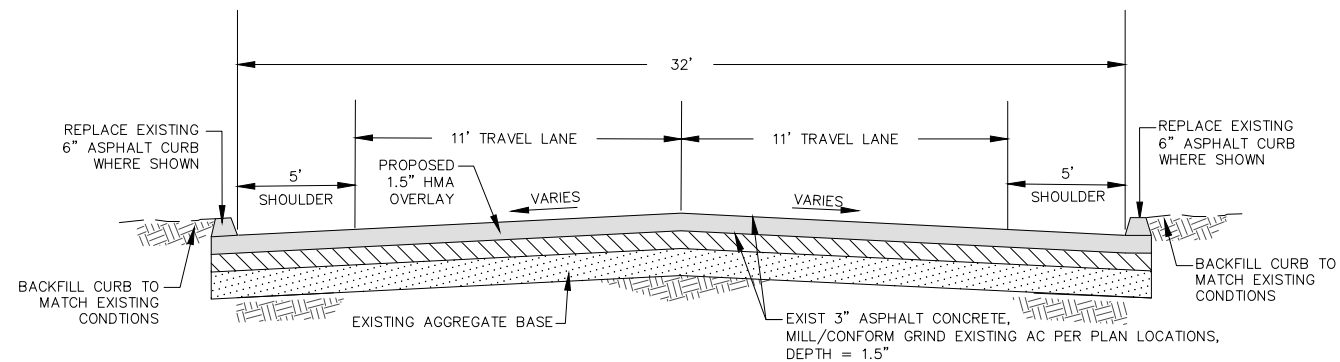 32'
REPLACE EXISTING
6" ASPHALT CURB
WHERE SHOWN
11' TRAVEL LANE
11' TRAVEL LANE
REPLACE EXISTING
6" ASPHALT CURB
WHERE SHOWN
5'
SHOULDER
PROPOSED
1.5" HMA
OVERLAY
VARIES
VARIES
5'
SHOULDER
BACKFILL CURB TO
MATCH EXISTING
CONDTIONS
EXISTING AGGREGATE BASE
EXIST 3" ASPHALT CONCRETE,
MILL/CONFORM GRIND EXISTING AC PER PLAN LOCATIONS,
DEPTH = 1.5"
BACKFILL CURB TO
MATCH EXISTING
CONDTIONS